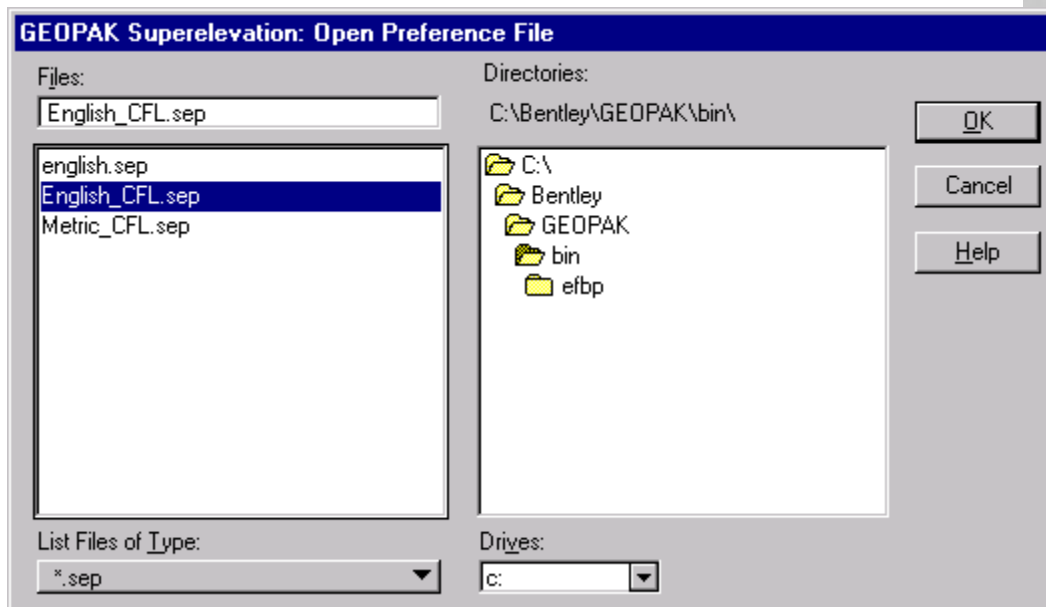 GEOPAK Superelevation: Open Preference File
Files:
English_CFL.sep
english.sep
English_CFL.sep
Metric_CFL.sep
List Files of Type:
*.sep
Directories:
C:\Bentley\GEOPAK\bin\
C:\
Bentley
GEOPAK
bin
efbp
Drives:
c:
OK
Cancel
Help